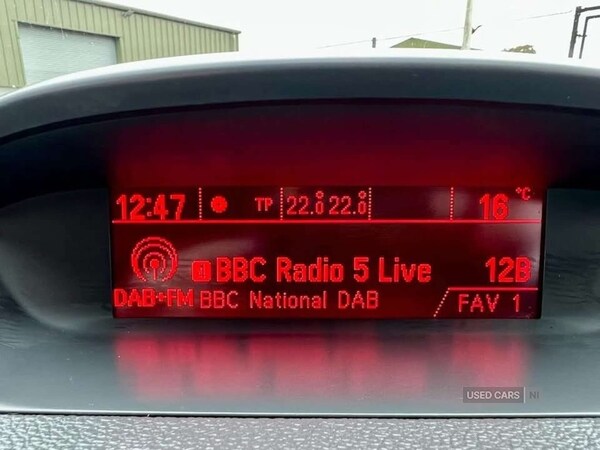 12:47 TP 22.0 22.0 16 °C
BBC Radio 5 Live 12B
DAB+FM BBC National DAB FAV 1
USED CARS NI